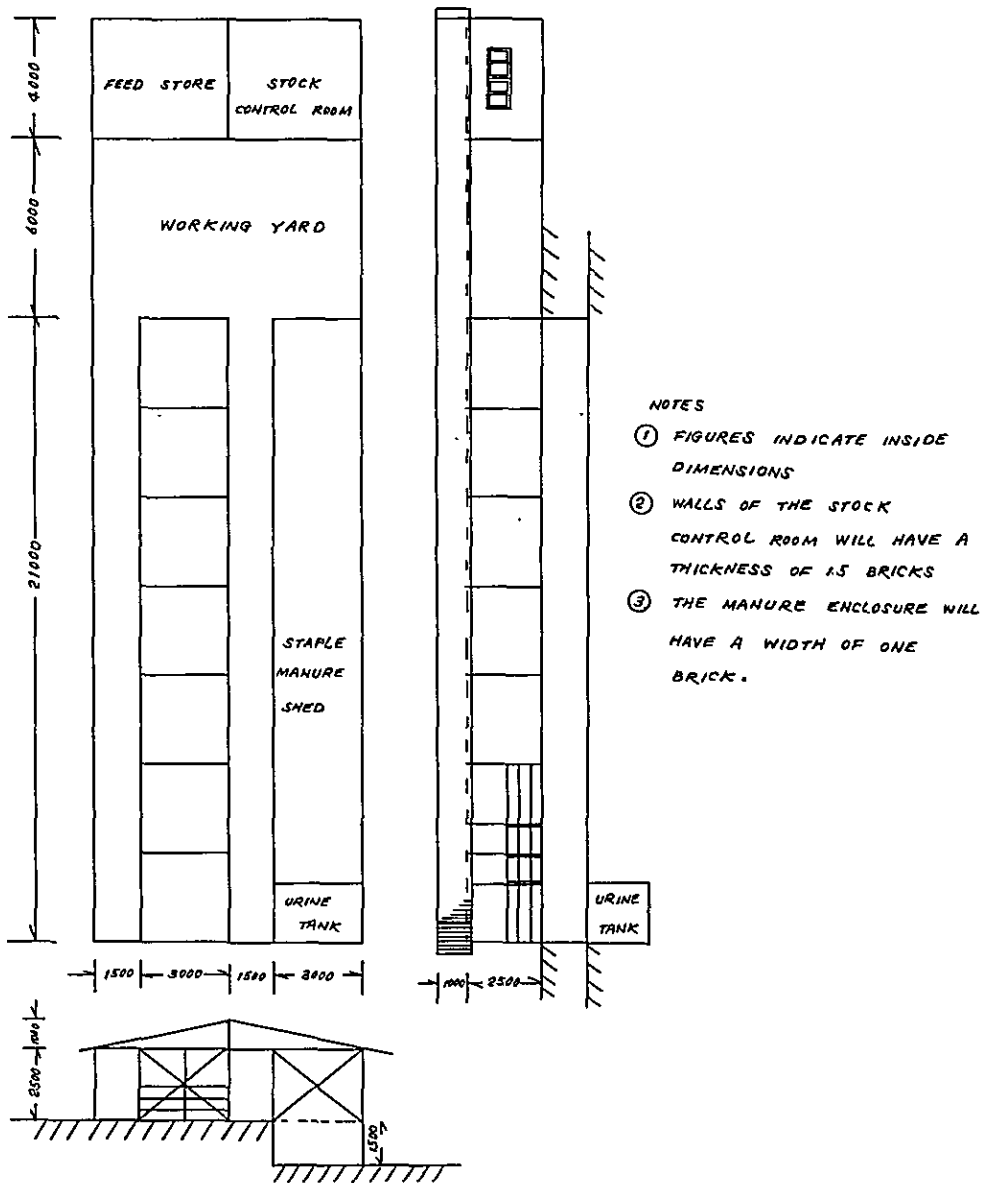 4000
FEED STORE
STOCK
CONTROL ROOM
6000
WORKING YARD
21000
STAPLE
MANURE
SHED
URINE
TANK
1500
3000
1500
3000
URINE
TANK
1000
2500
2500
1500
NOTES
① FIGURES INDICATE INSIDE
DIMENSIONS
② WALLS OF THE STOCK
CONTROL ROOM WILL HAVE A
THICKNESS OF 1.5 BRICKS
③ THE MANURE ENCLOSURE WILL
HAVE A WIDTH OF ONE
BRICK.